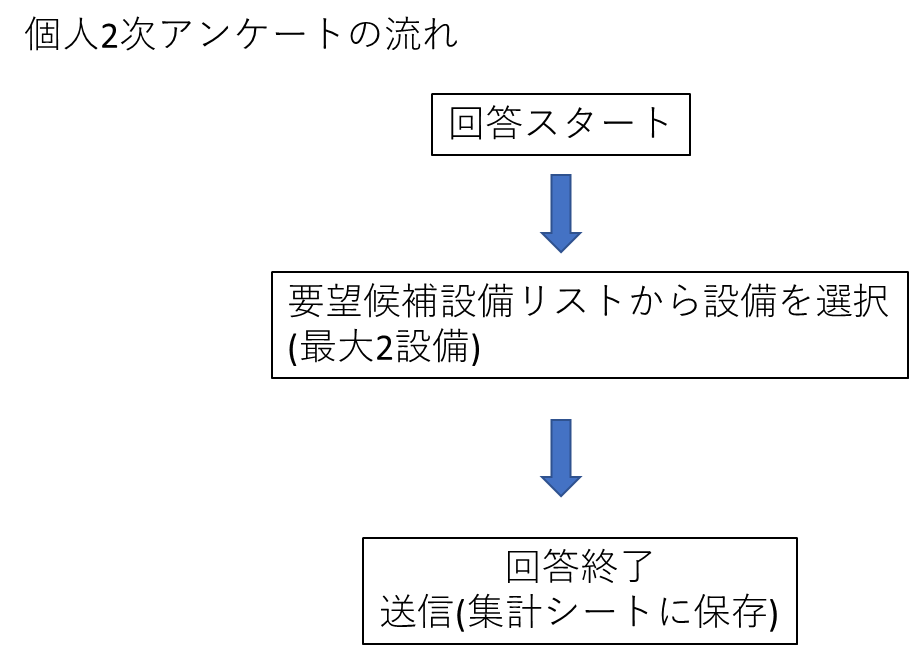 個人2次アンケートの流れ
回答スタート
要望候補設備リストから設備を選択
(最大2設備)
回答終了
送信(集計シートに保存)